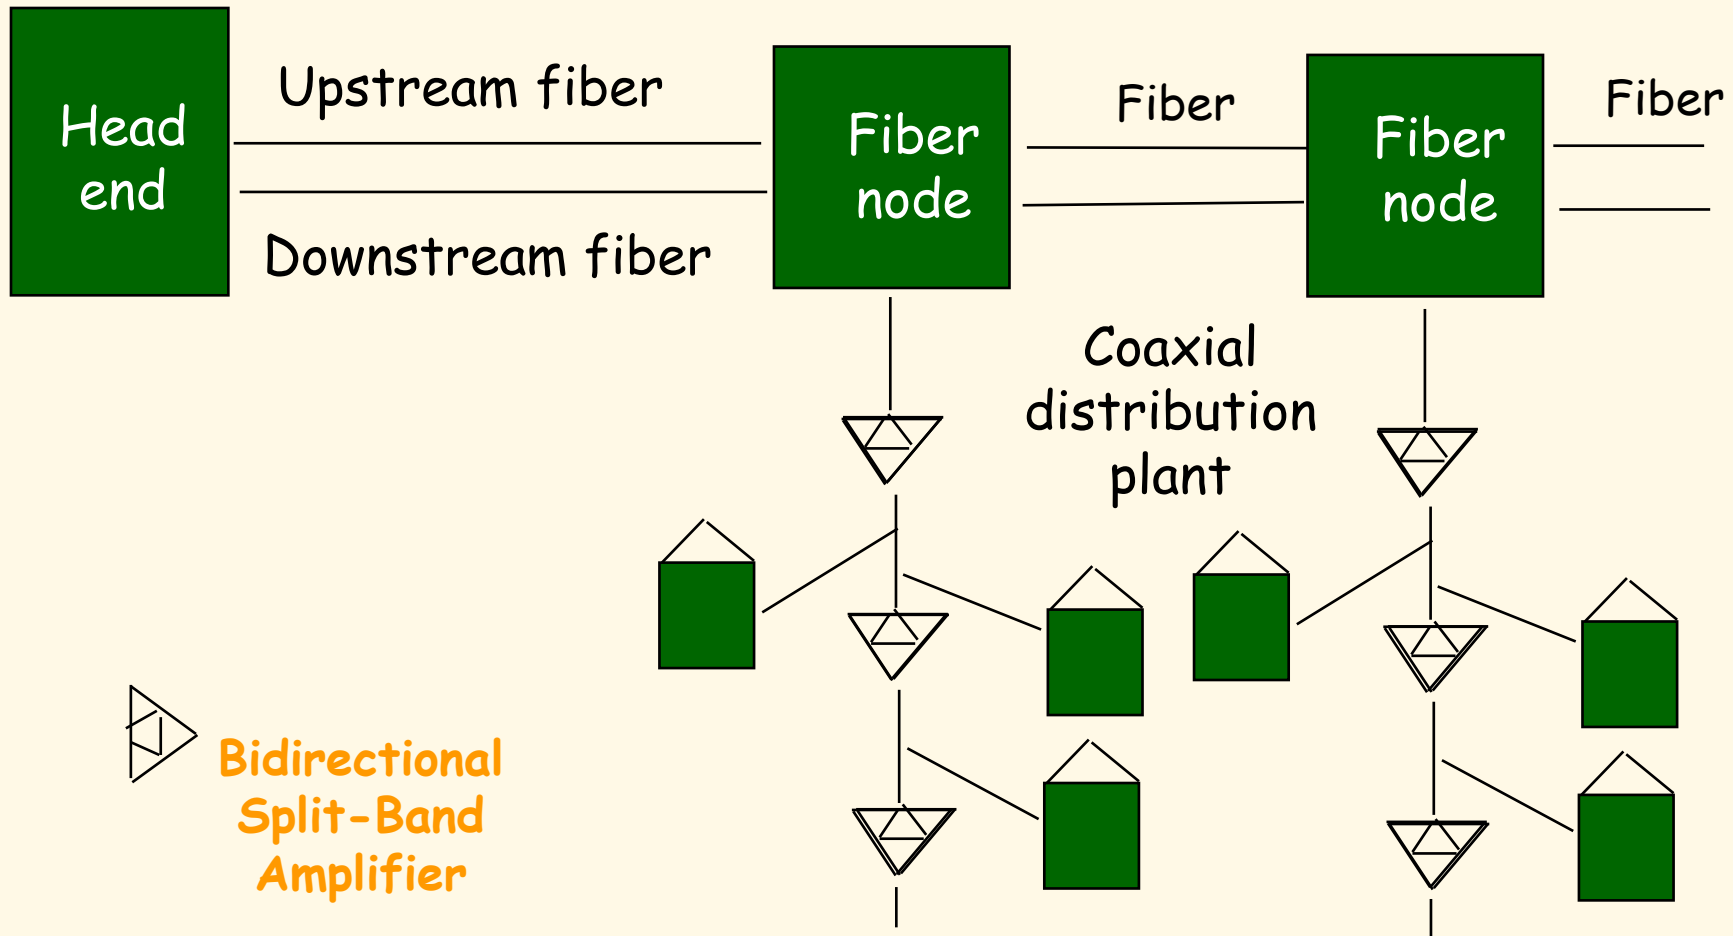 Head
end
Upstream fiber
Downstream fiber
Fiber
node
Fiber
Fiber
node
Fiber
Coaxial
distribution
plant
Bidirectional
Split-Band
Amplifier